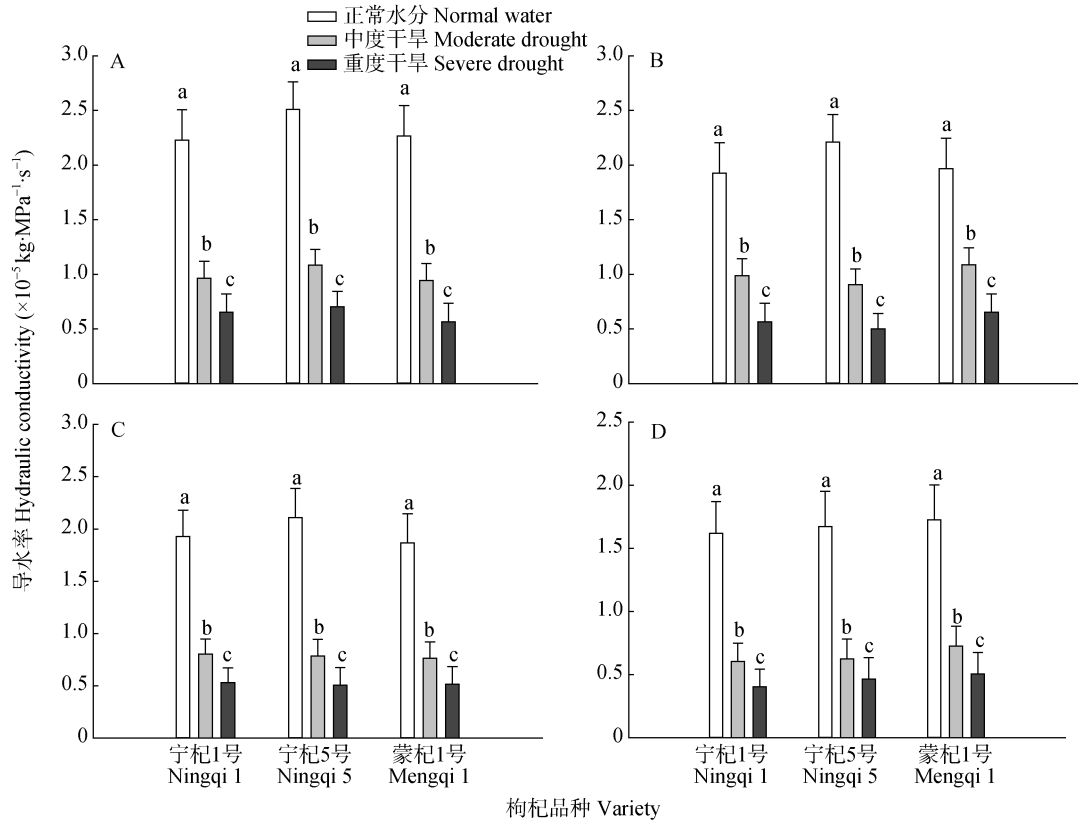 正常水分 Normal water
中度干旱 Moderate drought
重度干旱 Severe drought
导水率 Hydraulic conductivity (×10⁻⁵ kg·MPa⁻¹·s⁻¹)
A
3.0
2.5
2.0
1.5
1.0
0.5
0
a
b
c
a
b
c
a
b
c
B
3.0
2.5
2.0
1.5
1.0
0.5
0
a
b
c
a
b
c
a
b
c
C
3.0
2.5
2.0
1.5
1.0
0.5
0
a
b
c
a
b
c
a
b
c
宁杞1号
Ningqi 1
宁杞5号
Ningqi 5
蒙杞1号
Mengqi 1
D
2.5
2.0
1.5
1.0
0.5
0
a
b
c
a
b
c
a
b
c
宁杞1号
Ningqi 1
宁杞5号
Ningqi 5
蒙杞1号
Mengqi 1
枸杞品种 Variety